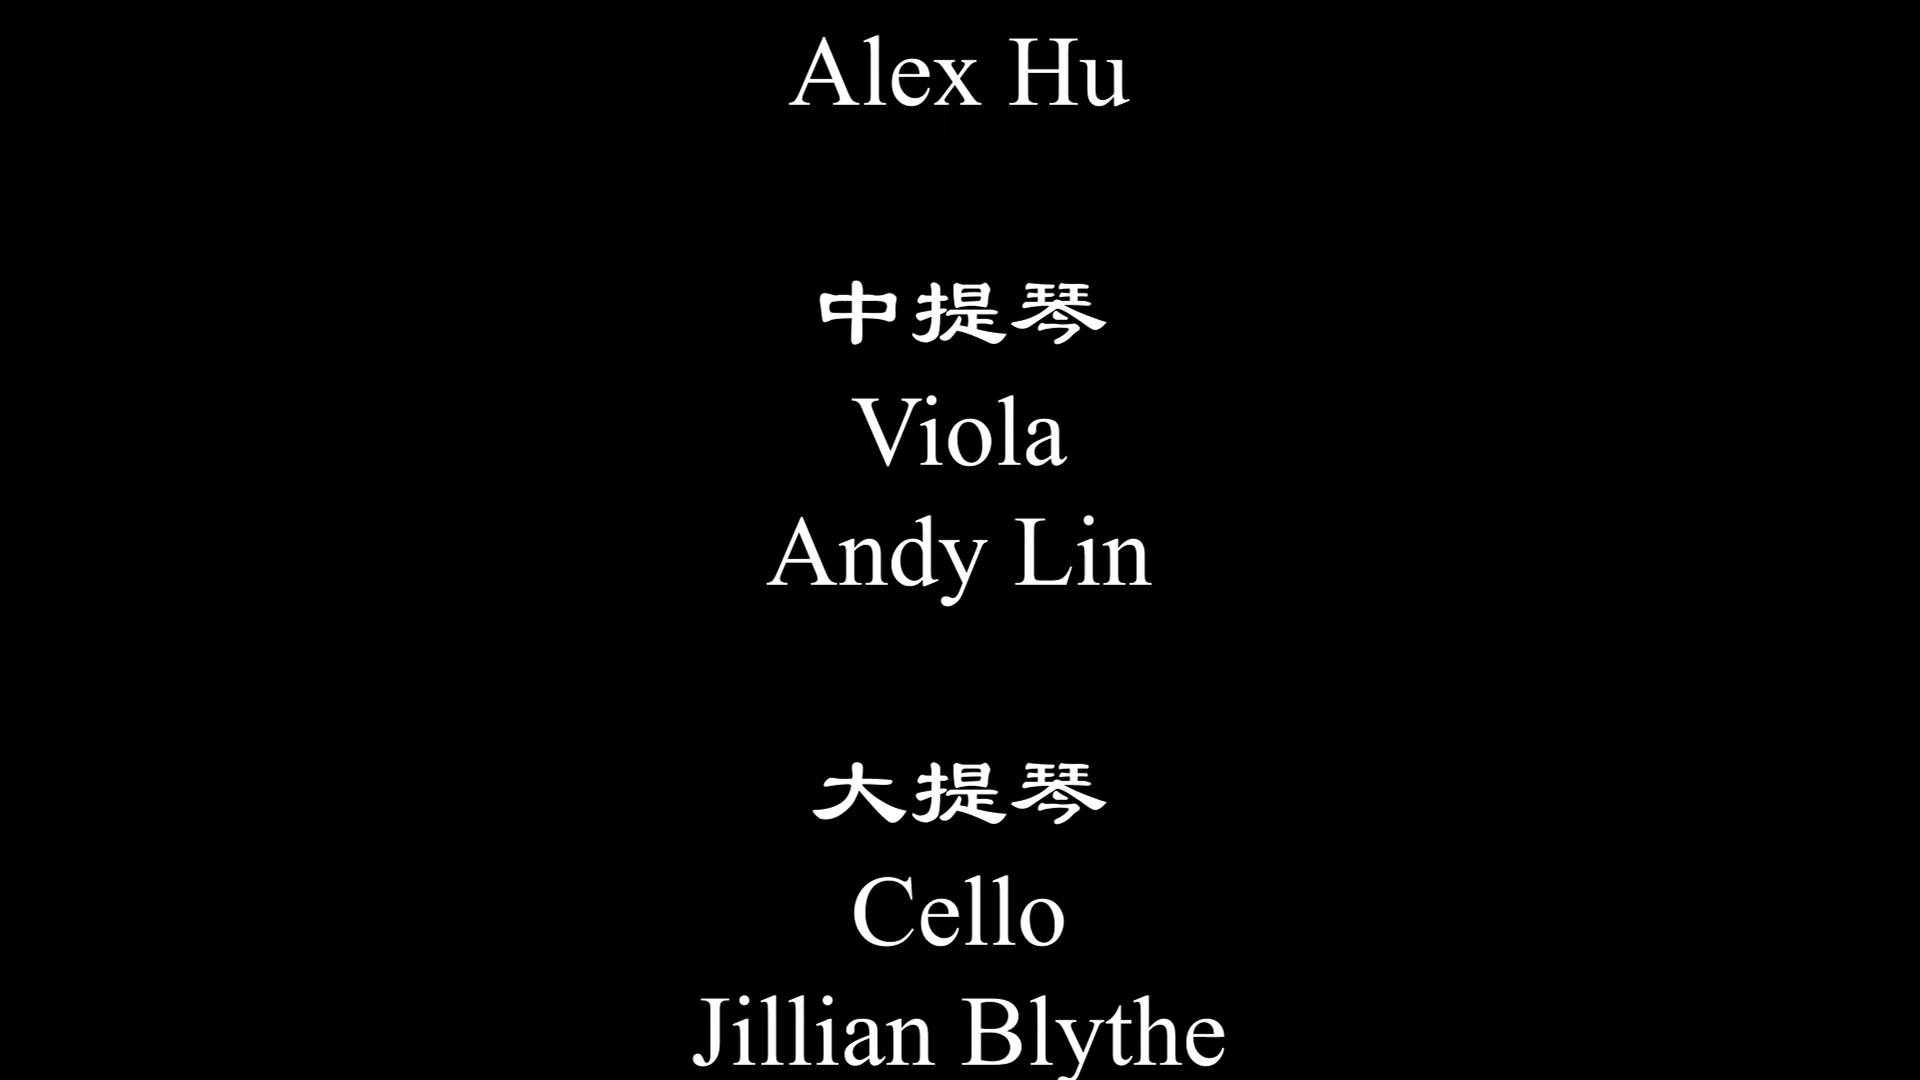 Alex Hu
中提琴
Viola
Andy Lin
大提琴
Cello
Jillian Blythe